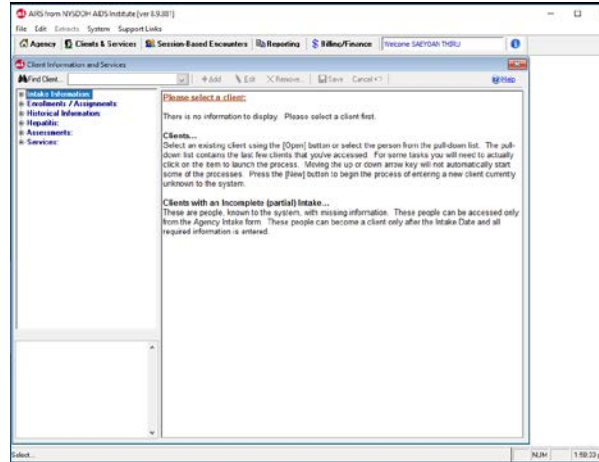 AIRS from NYSDOH AIDS Institute [ver 8.9.881]
File Edit Extracts System Support Links
Agency Clients & Services Session-Based Encounters Reporting $ Billing/Finance Welcome
Client Information and Services
Find Client... Add Edit Remove... Save Cancel Help
Intake Information:
Enrollments / Assignments:
Historical Information:
Hepatitis:
Assessments:
Services:
Please select a client:
There is no information to display. Please select a client first.
Clients...
Select an existing client using the [Open] button or select the person from the pull-down list. The pull-
down list contains the last few clients that you've accessed. For some tasks you will need to actually
click on the item to launch the process. Moving the up or down arrow key will not automatically start
some of the processes. Press the [New] button to begin the process of entering a new client currently
unknown to the system.
Clients with an Incomplete (partial) Intake...
These are people, known to the system, with missing information. These people can be accessed only
from the Agency Intake form. These people can become a client only after the Intake Date and all
required information is entered.
Select...
NUM